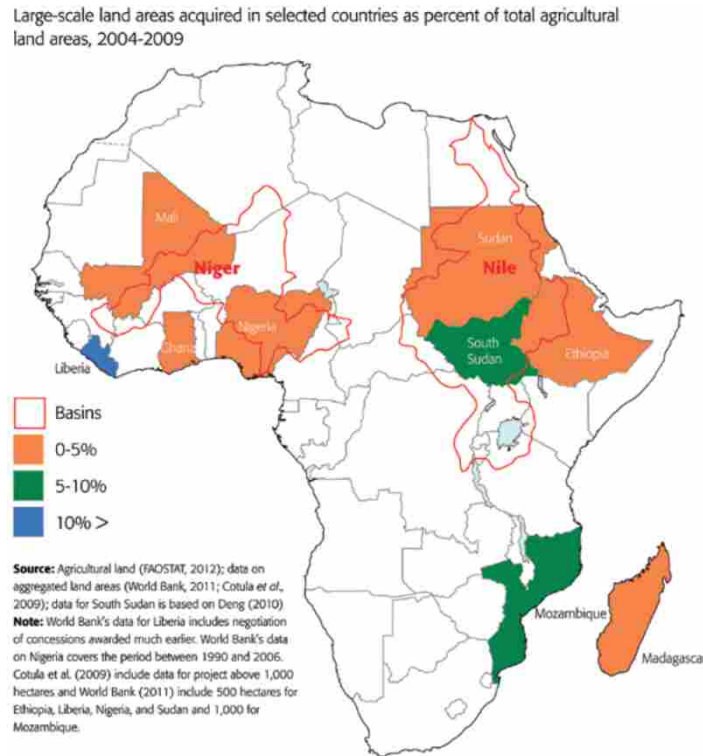 Large-scale land areas acquired in selected countries as percent of total agricultural
land areas, 2004-2009
Mali
Niger
Sudan
Nile
Nigeria
Ghana
South
Sudan
Ethiopia
Liberia
Basins
0-5%
5-10%
10% >
Mozambique
Madagasca
Source: Agricultural land (FAOSTAT, 2012); data on
aggregated land areas (World Bank, 2011; Cotula et al.,
2009); data for South Sudan is based on Deng (2010)
Note: World Bank's data for Liberia includes negotiation
of concessions awarded much earlier. World Bank's data
on Nigeria covers the period between 1990 and 2006.
Cotula et al. (2009) include data for project above 1,000
hectares and World Bank (2011) include 500 hectares for
Ethiopia, Liberia, Nigeria, and Sudan and 1,000 for
Mozambique.